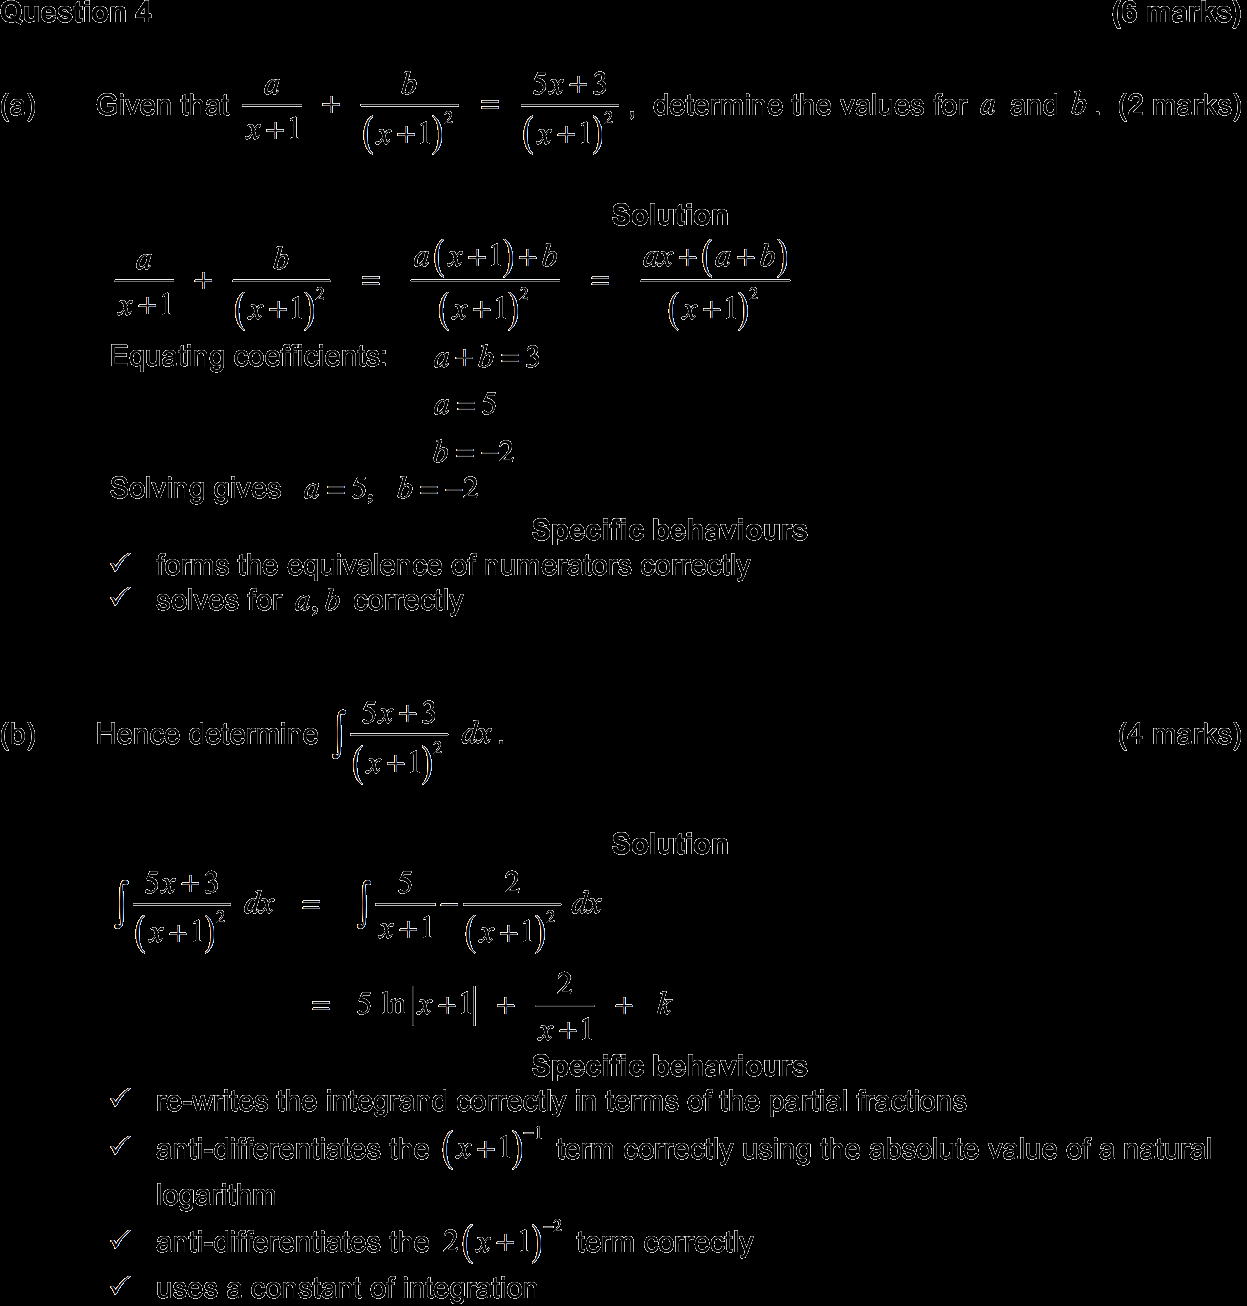 Question 4 (6 marks)
(a) Given that a/(x+1) + b/(x+1)² = (5x+3)/(x+1)² , determine the values for a and b . (2 marks)
Solution
a/(x+1) + b/(x+1)² = (a(x+1)+b)/(x+1)² = (ax+(a+b))/(x+1)²
Equating coefficients: a+b=3
a=5
b=−2
Solving gives a=5, b=−2
Specific behaviours
✓ forms the equivalence of numerators correctly
✓ solves for a, b correctly
(b) Hence determine ∫ (5x+3)/(x+1)² dx . (4 marks)
Solution
∫ (5x+3)/(x+1)² dx = ∫ 5/(x+1) − 2/(x+1)² dx
= 5 ln|x+1| + 2/(x+1) + k
Specific behaviours
✓ re-writes the integrand correctly in terms of the partial fractions
✓ anti-differentiates the (x+1)⁻¹ term correctly using the absolute value of a natural
logarithm
✓ anti-differentiates the 2(x+1)⁻² term correctly
✓ uses a constant of integration